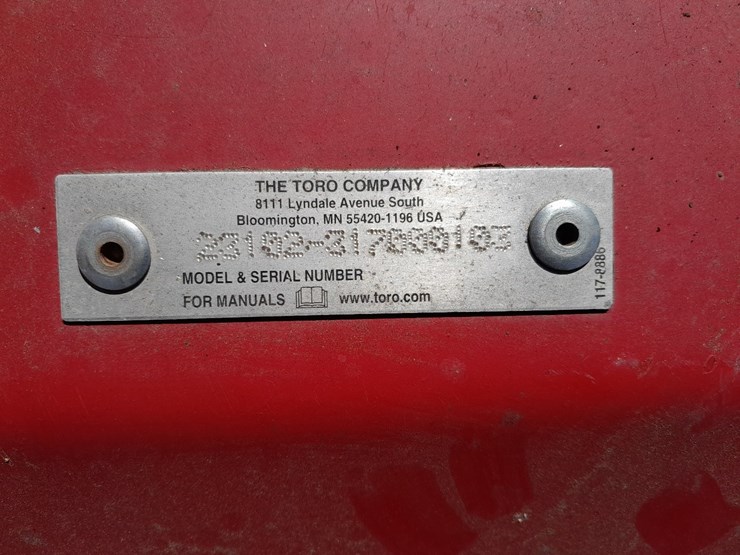 THE TORO COMPANY
8111 Lyndale Avenue South
Bloomington, MN 55420-1196 USA
23102-317000103
MODEL & SERIAL NUMBER
FOR MANUALS www.toro.com
117-8886